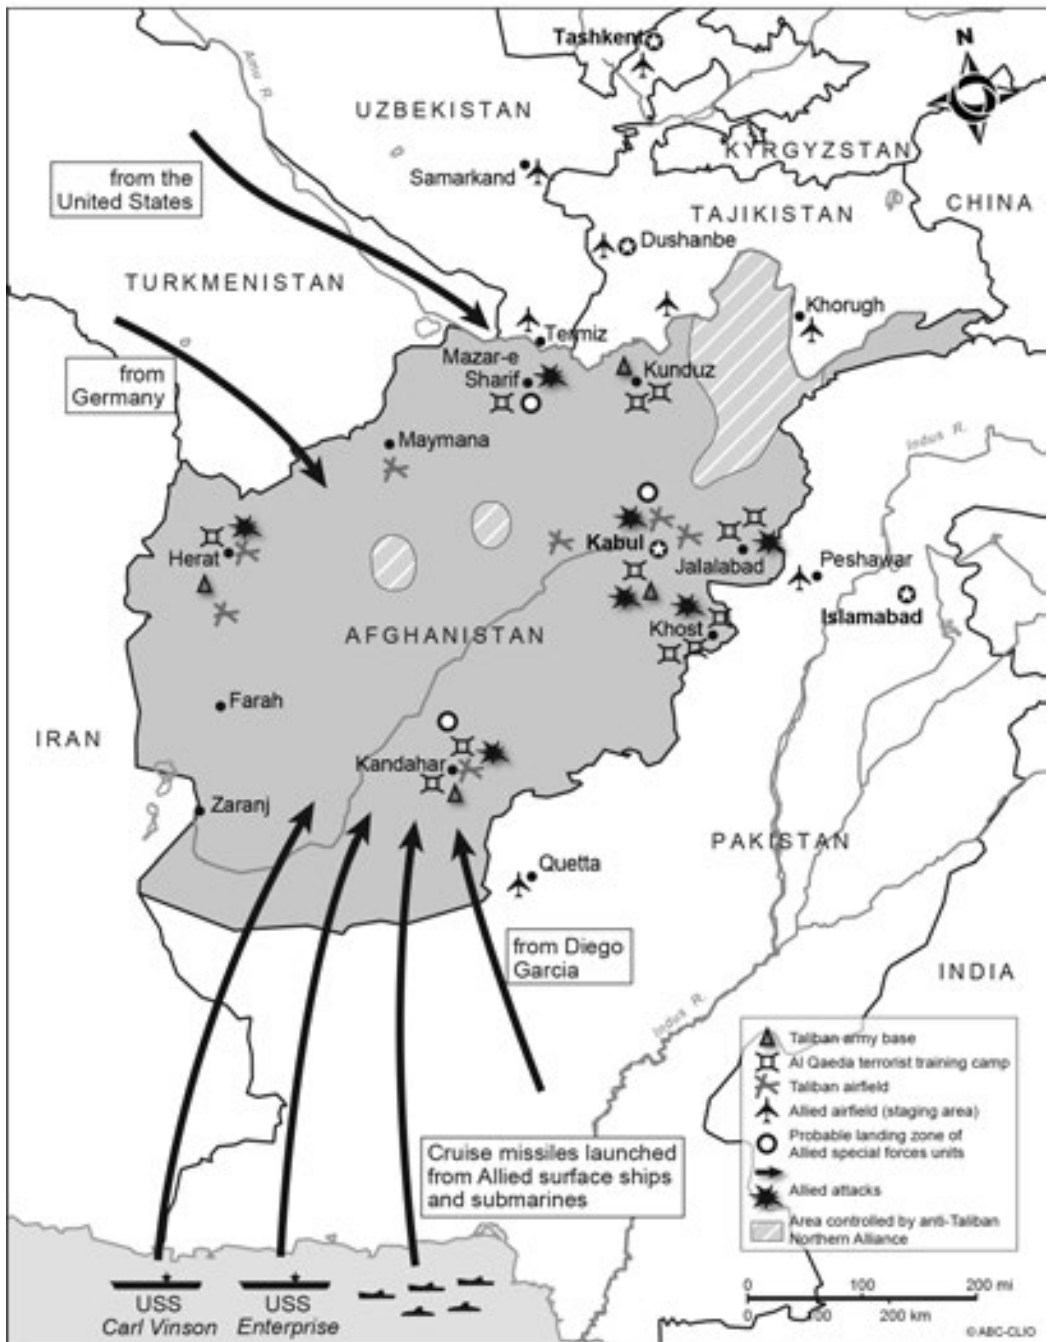 Tashkent
N
Amu R.
UZBEKISTAN
KYRGYZSTAN
from the
United States
Samarkand
TAJIKISTAN
CHINA
Dushanbe
TURKMENISTAN
Khorugh
Termiz
from
Germany
Mazar-e
Sharif
Kunduz
Maymana
Indus R.
Herat
Kabul
Jalalabad
Peshawar
Islamabad
AFGHANISTAN
Khost
Farah
IRAN
Kandahar
Zaranj
PAKISTAN
Quetta
from Diego
Garcia
INDIA
Indus R.
Taliban army base
Al Qaeda terrorist training camp
Taliban airfield
Allied airfield (staging area)
Probable landing zone of
Allied special forces units
Allied attacks
Area controlled by anti-Taliban
Northern Alliance
Cruise missiles launched
from Allied surface ships
and submarines
USS
Carl Vinson
USS
Enterprise
0 100 200 mi
0 100 200 km
© ABC-CLIO